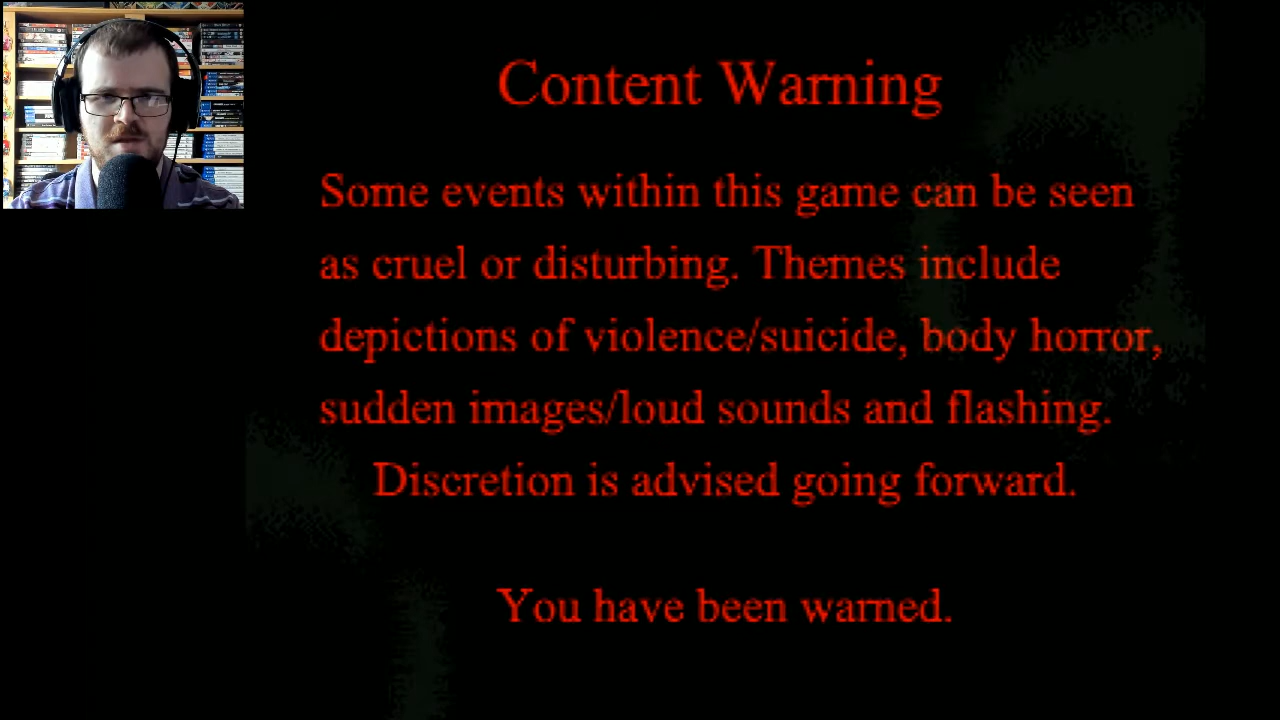 Content Warning
Some events within this game can be seen
as cruel or disturbing. Themes include
depictions of violence/suicide, body horror,
sudden images/loud sounds and flashing.
Discretion is advised going forward.
You have been warned.